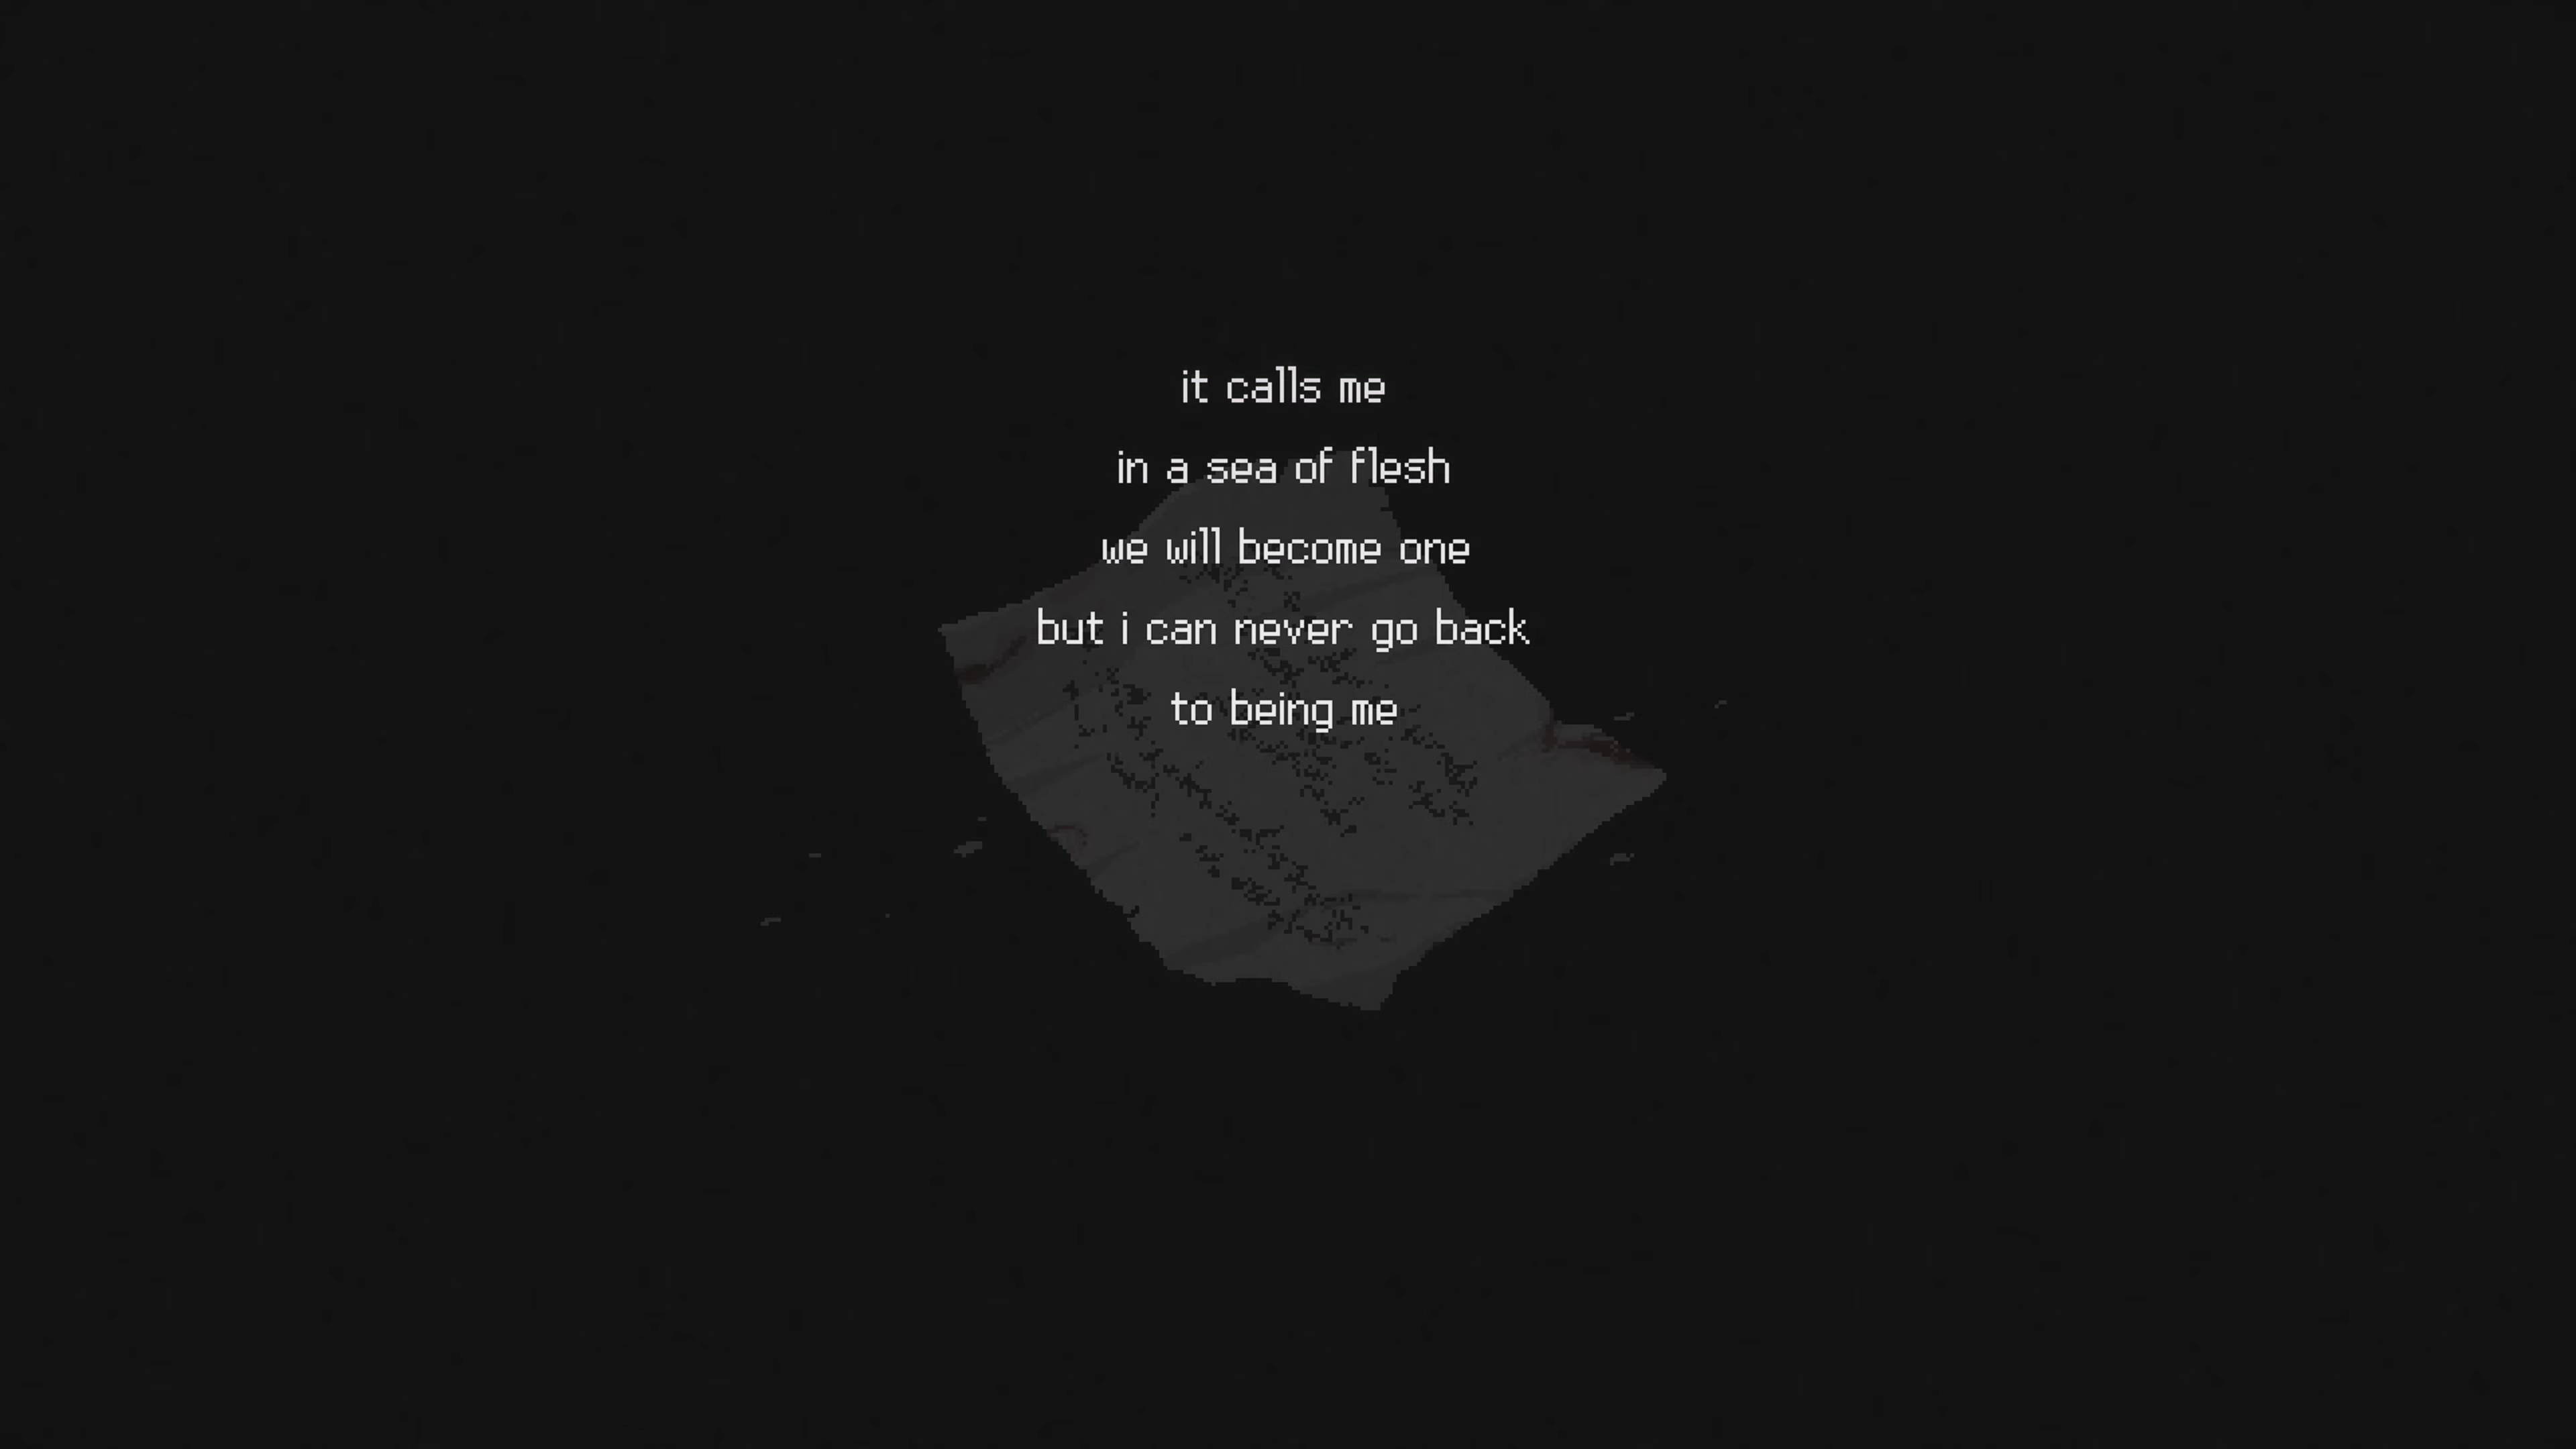 it calls me
in a sea of flesh
we will become one
but i can never go back
to being me